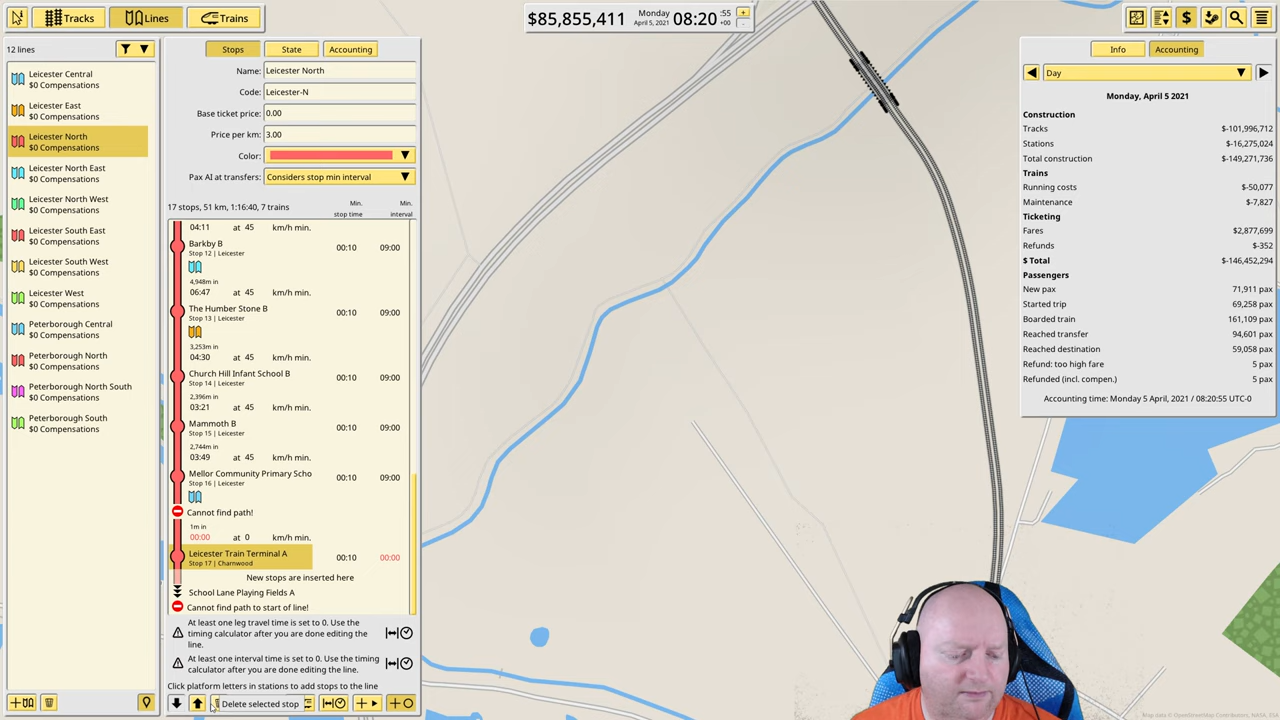 Tracks
Lines
Trains
$85,855,411
Monday
April 5, 2021
08:20
:55
+00
+
-
12 lines
Leicester Central
$0 Compensations
Leicester East
$0 Compensations
Leicester North
$0 Compensations
Leicester North East
$0 Compensations
Leicester North West
$0 Compensations
Leicester South East
$0 Compensations
Leicester South West
$0 Compensations
Leicester West
$0 Compensations
Peterborough Central
$0 Compensations
Peterborough North
$0 Compensations
Peterborough North South
$0 Compensations
Peterborough South
$0 Compensations
Stops State Accounting
Name: Leicester North
Code: Leicester-N
Base ticket price: 0.00
Price per km: 3.00
Color:
Pax AI at transfers: Considers stop min interval
17 stops, 51 km, 1:16:40, 7 trains
Min. stop time
Min. interval
04:11 at 45 km/h min.
Barkby B
Stop 12 | Leicester
00:10 09:00
4,948m in
06:47 at 45 km/h min.
The Humber Stone B
Stop 13 | Leicester
00:10 09:00
3,253m in
04:30 at 45 km/h min.
Church Hill Infant School B
Stop 14 | Leicester
00:10 09:00
2,396m in
03:21 at 45 km/h min.
Mammoth B
Stop 15 | Leicester
00:10 09:00
2,744m in
03:49 at 45 km/h min.
Mellor Community Primary Scho
Stop 16 | Leicester
00:10 09:00
Cannot find path!
1m in
00:00 at 0 km/h min.
Leicester Train Terminal A
Stop 17 | Charnwood
00:10 00:00
New stops are inserted here
School Lane Playing Fields A
Cannot find path to start of line!
At least one leg travel time is set to 0. Use the
timing calculator after you are done editing the
line.
At least one interval time is set to 0. Use the timing
calculator after you are done editing the line.
Click platform letters in stations to add stops to the line
Delete selected stop
Info Accounting
Day
Monday, April 5 2021
Construction
Tracks $-101,996,712
Stations $-16,275,024
Total construction $-149,271,736
Trains
Running costs $-50,077
Maintenance $-7,827
Ticketing
Fares $2,877,699
Refunds $-352
$ Total $-146,452,294
Passengers
New pax 71,911 pax
Started trip 69,258 pax
Boarded train 161,109 pax
Reached transfer 94,601 pax
Reached destination 59,058 pax
Refund: too high fare 5 pax
Refunded (incl. compen.) 5 pax
Accounting time: Monday 5 April, 2021 / 08:20:55 UTC-0
Map data © OpenStreetMap Contributors, NASA, ESA